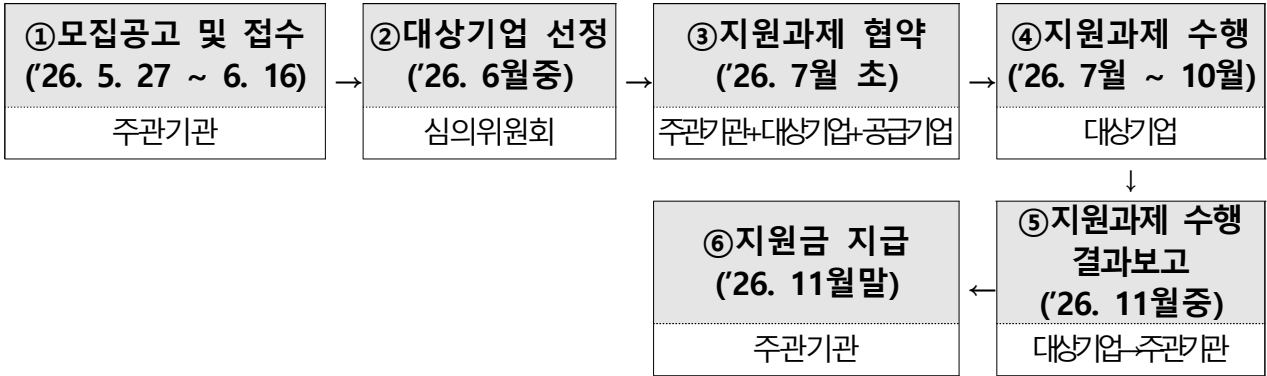 ①모집공고 및 접수
('26. 5. 27 ~ 6. 16)
주관기관
→
②대상기업 선정
('26. 6월중)
심의위원회
→
③지원과제 협약
('26. 7월 초)
주관기관+대상기업+공급기업
→
④지원과제 수행
('26. 7월 ~ 10월)
대상기업
↓
⑤지원과제 수행
결과보고
('26. 11월중)
대상기업→주관기관
←
⑥지원금 지급
('26. 11월말)
주관기관